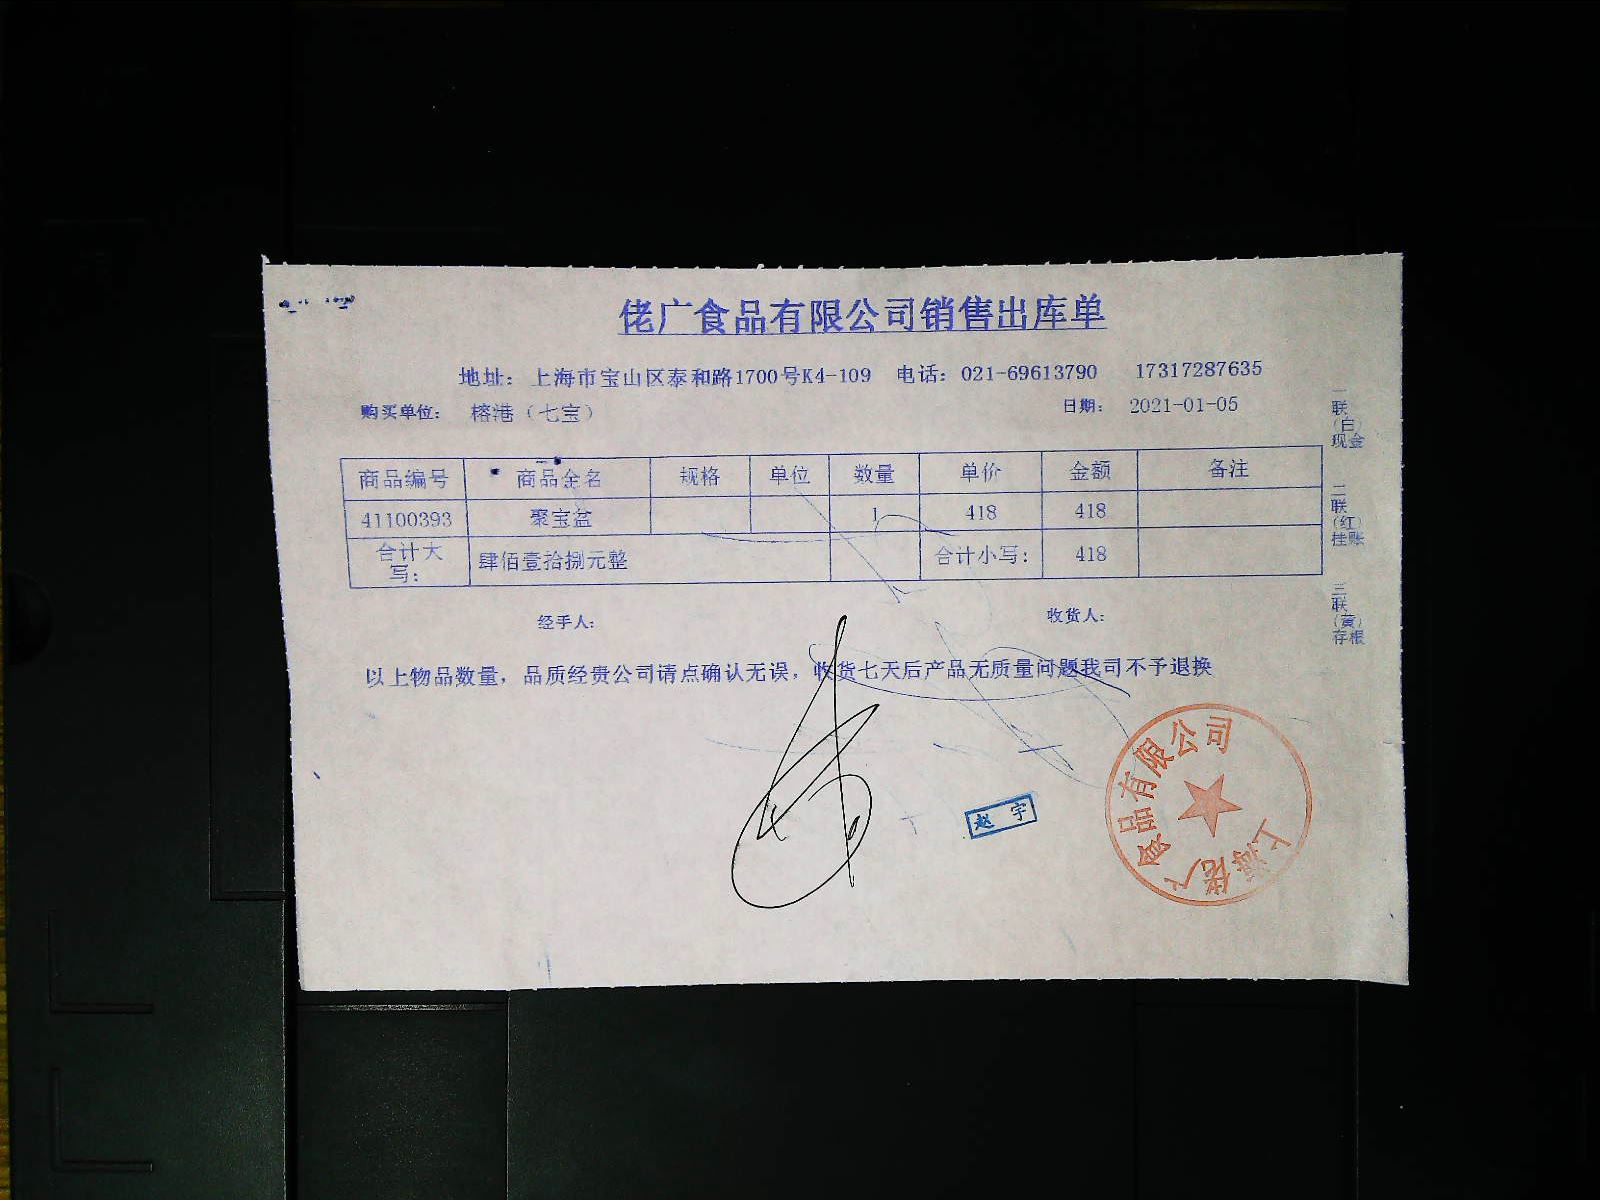 佬广食品有限公司销售出库单
地址：上海市宝山区泰和路1700号K4-109 电话：021-69613790 17317287635
购买单位： 榕港（七宝） 日期： 2021-01-05
商品编号 商品全名 规格 单位 数量 单价 金额 备注
41100393 聚宝盆 1 418 418
合计大写： 肆佰壹拾捌元整 合计小写： 418
经手人： 收货人：
以上物品数量，品质经贵公司请点确认无误，收货七天后产品无质量问题我司不予退换
一联（白）现金
二联（红）挂账
三联（黄）存根
赵宇
上海佬广食品有限公司